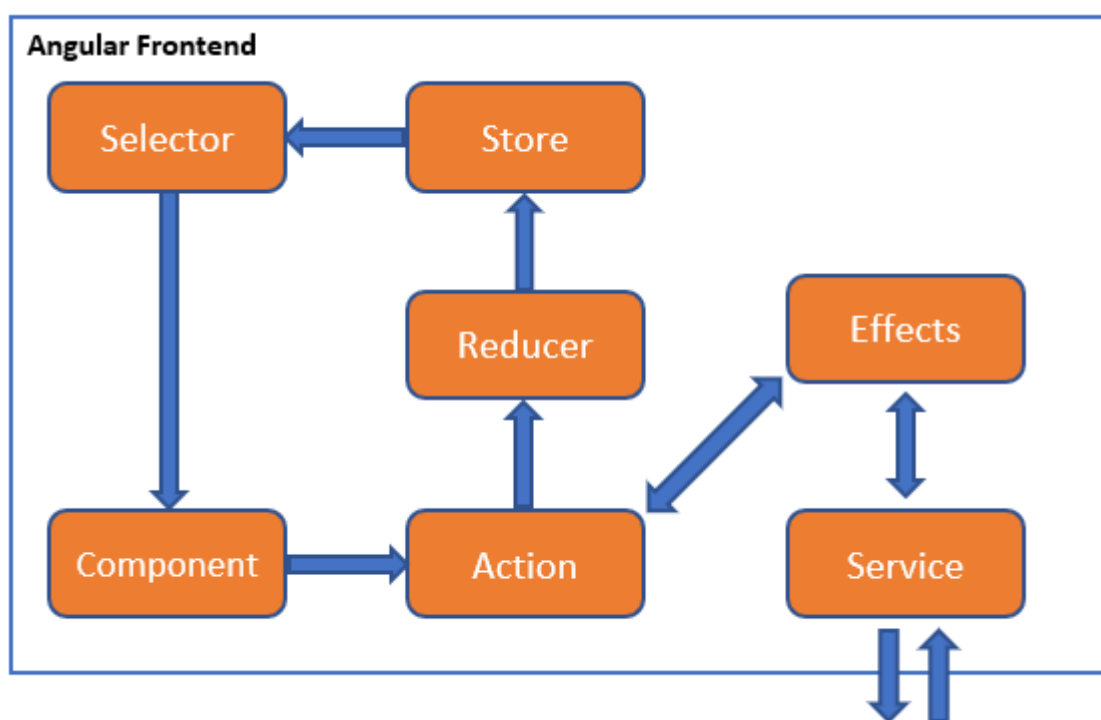 Angular Frontend
Selector
Store
Reducer
Effects
Component
Action
Service